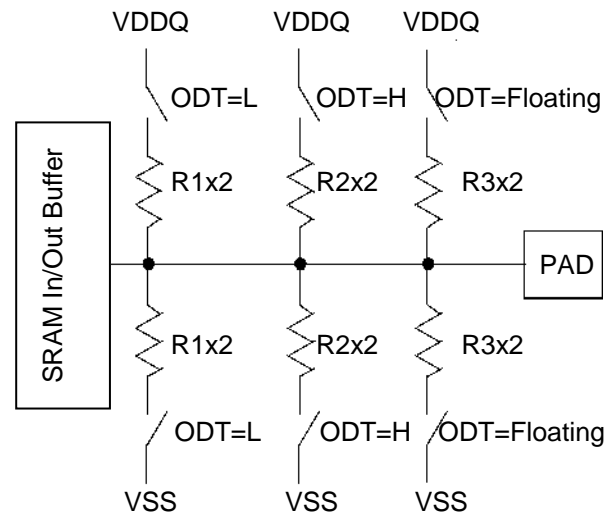 VDDQ VDDQ VDDQ
ODT=L ODT=H ODT=Floating
R1x2 R2x2 R3x2
SRAM In/Out Buffer
PAD
R1x2 R2x2 R3x2
ODT=L ODT=H ODT=Floating
VSS VSS VSS